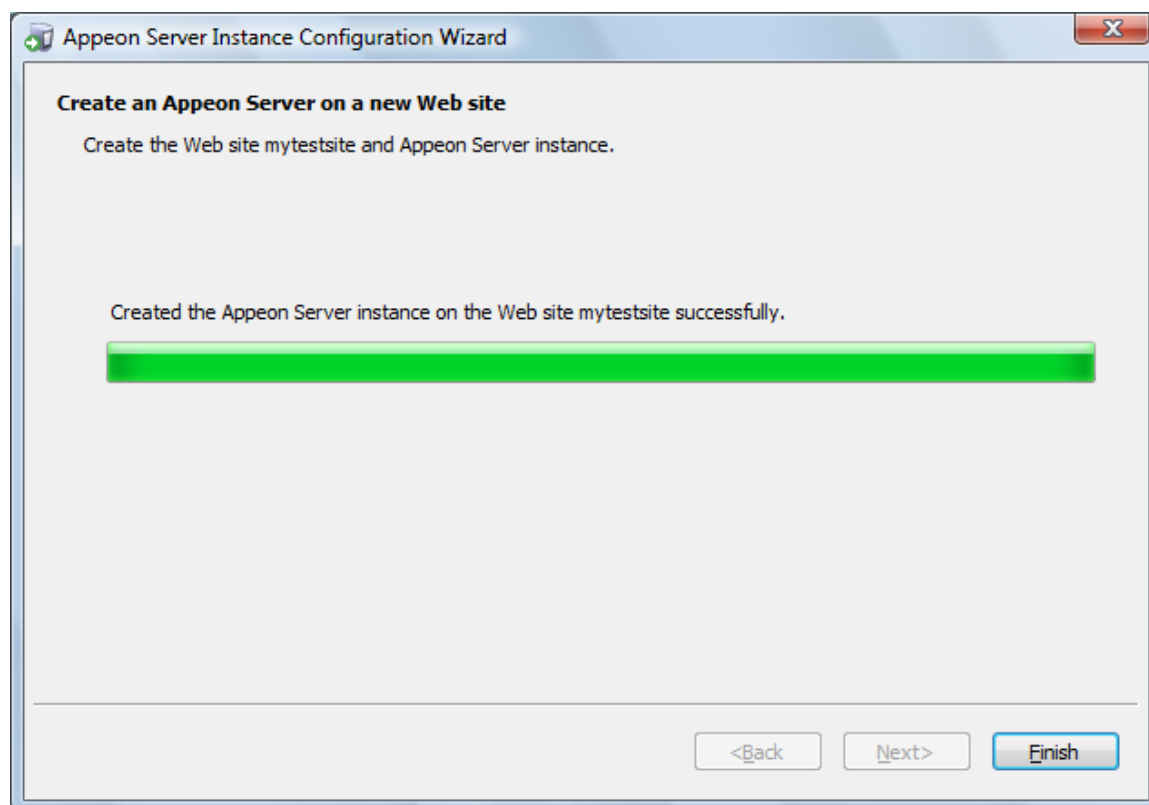 Appeon Server Instance Configuration Wizard
Create an Appeon Server on a new Web site
Create the Web site mytestsite and Appeon Server instance.
Created the Appeon Server instance on the Web site mytestsite successfully.
<Back Next> Finish